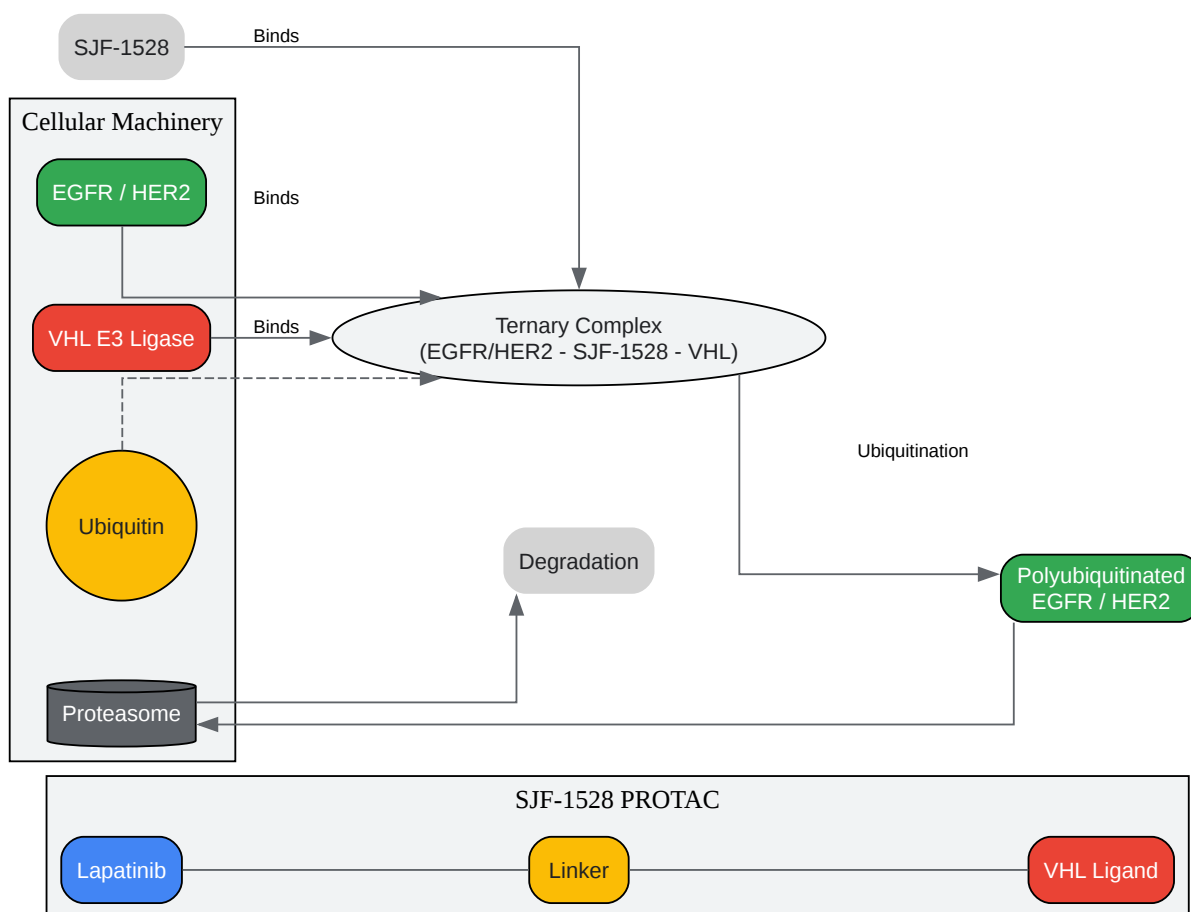 SJF-1528
Binds
Cellular Machinery
EGFR / HER2
Binds
VHL E3 Ligase
Binds
Ternary Complex
(EGFR/HER2 - SJF-1528 - VHL)
Ubiquitination
Ubiquitin
Degradation
Polyubiquitinated
EGFR / HER2
Proteasome
SJF-1528 PROTAC
Lapatinib
Linker
VHL Ligand